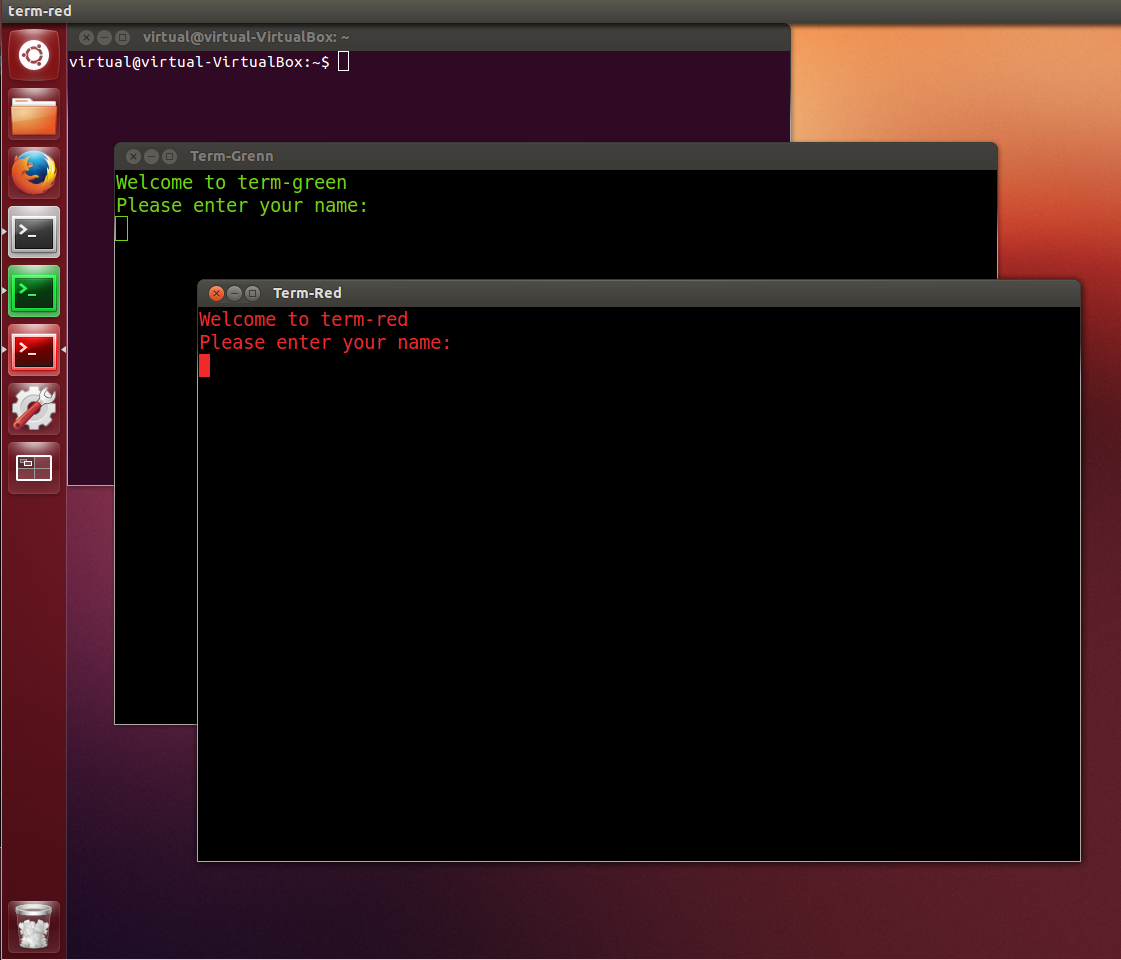 term-red
virtual@virtual-VirtualBox: ~
virtual@virtual-VirtualBox:~$
Term-Grenn
Welcome to term-green
Please enter your name:
Term-Red
Welcome to term-red
Please enter your name: